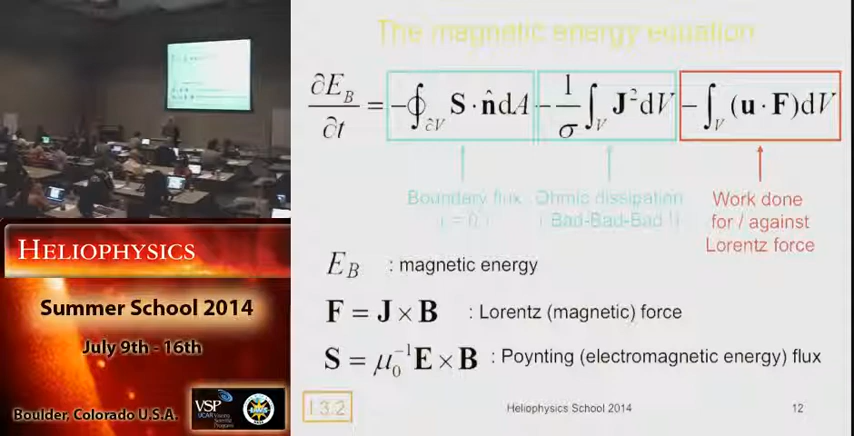 The magnetic energy equation
∂E_B/∂t = −∮_∂V S · n̂dA − 1/σ ∫_V J²dV − ∫_V (u · F)dV
Boundary flux
( = 0 )
Ohmic dissipation
( Bad-Bad-Bad !)
Work done
for / against
Lorentz force
E_B : magnetic energy
F = J × B : Lorentz (magnetic) force
S = μ₀⁻¹E × B : Poynting (electromagnetic energy) flux
I.3.2
Heliophysics School 2014
12
HELIOPHYSICS
Summer School 2014
July 9th - 16th
Boulder, Colorado U.S.A.
VSP
UCAR